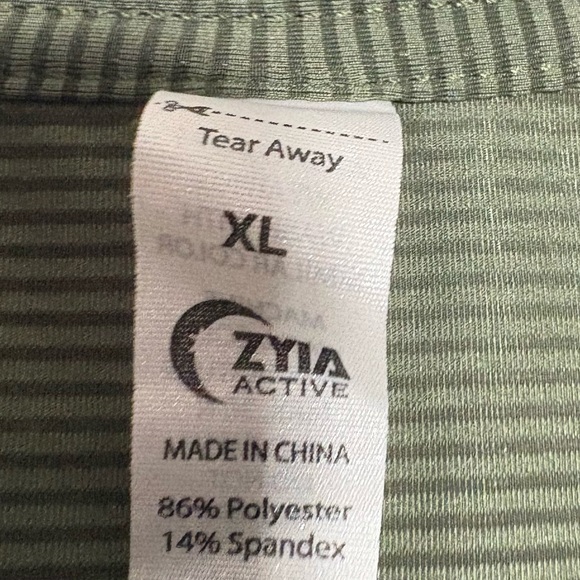 Tear Away
XL
ZYIA
ACTIVE
MADE IN CHINA
86% Polyester
14% Spandex